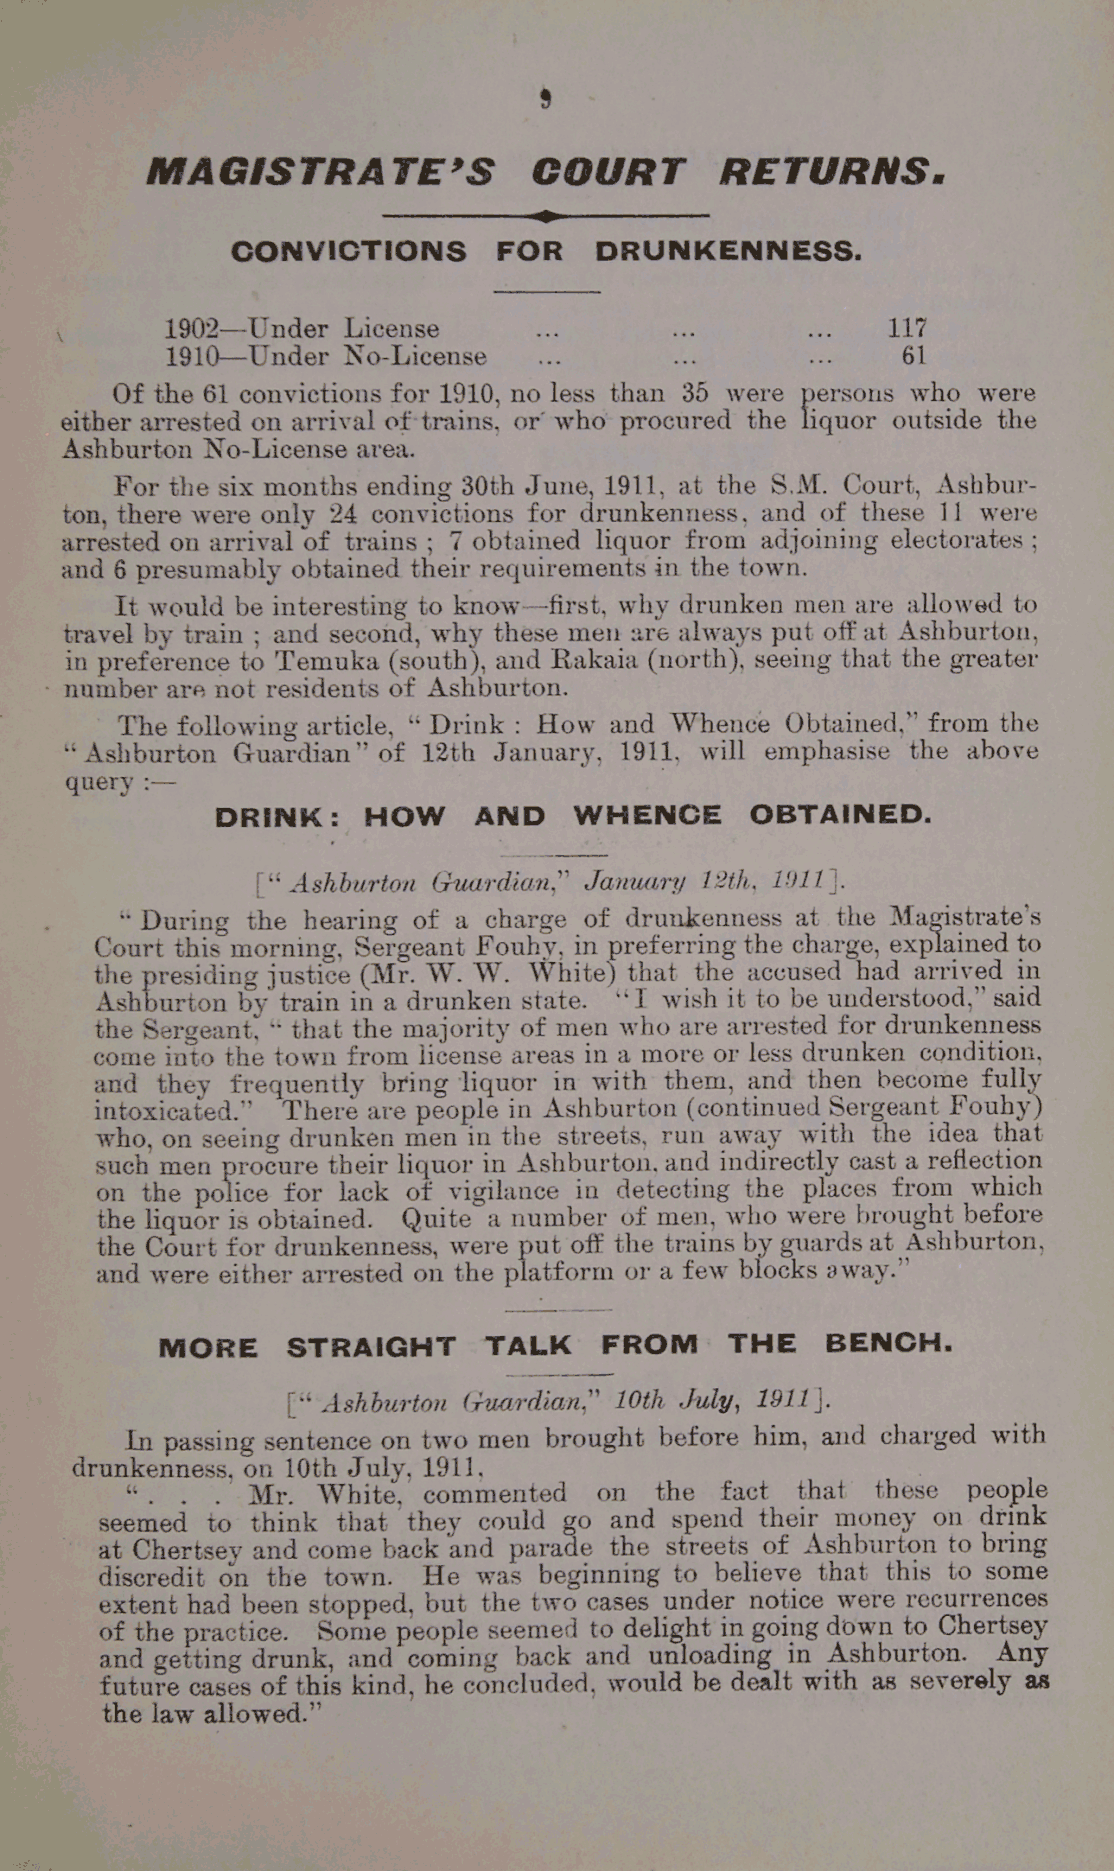 9
MAGISTRATE'S COURT RETURNS.
CONVICTIONS FOR DRUNKENNESS.
1902—Under License ... ... ... 117
1910—Under No-License ... ... ... 61
Of the 61 convictions for 1910, no less than 35 were persons who were
either arrested on arrival of trains, or who procured the liquor outside the
Ashburton No-License area.
For the six months ending 30th June, 1911, at the S.M. Court, Ashbur-
ton, there were only 24 convictions for drunkenness, and of these 11 were
arrested on arrival of trains ; 7 obtained liquor from adjoining electorates ;
and 6 presumably obtained their requirements in the town.
It would be interesting to know—first, why drunken men are allowed to
travel by train ; and second, why these men are always put off at Ashburton,
in preference to Temuka (south), and Rakaia (north), seeing that the greater
number are not residents of Ashburton.
The following article, " Drink : How and Whence Obtained," from the
" Ashburton Guardian " of 12th January, 1911, will emphasise the above
query :—
DRINK: HOW AND WHENCE OBTAINED.
[" Ashburton Guardian," January 12th, 1911].
" During the hearing of a charge of drunkenness at the Magistrate's
Court this morning, Sergeant Fouhy, in preferring the charge, explained to
the presiding justice (Mr. W. W. White) that the accused had arrived in
Ashburton by train in a drunken state. "I wish it to be understood," said
the Sergeant, " that the majority of men who are arrested for drunkenness
come into the town from license areas in a more or less drunken condition,
and they frequently bring liquor in with them, and then become fully
intoxicated." There are people in Ashburton (continued Sergeant Fouhy)
who, on seeing drunken men in the streets, run away with the idea that
such men procure their liquor in Ashburton, and indirectly cast a reflection
on the police for lack of vigilance in detecting the places from which
the liquor is obtained. Quite a number of men, who were brought before
the Court for drunkenness, were put off the trains by guards at Ashburton,
and were either arrested on the platform or a few blocks away."
MORE STRAIGHT TALK FROM THE BENCH.
[" Ashburton Guardian," 10th July, 1911].
In passing sentence on two men brought before him, and charged with
drunkenness, on 10th July, 1911,
" . . . Mr. White, commented on the fact that these people
seemed to think that they could go and spend their money on drink
at Chertsey and come back and parade the streets of Ashburton to bring
discredit on the town. He was beginning to believe that this to some
extent had been stopped, but the two cases under notice were recurrences
of the practice. Some people seemed to delight in going down to Chertsey
and getting drunk, and coming back and unloading in Ashburton. Any
future cases of this kind, he concluded, would be dealt with as severely as
the law allowed."